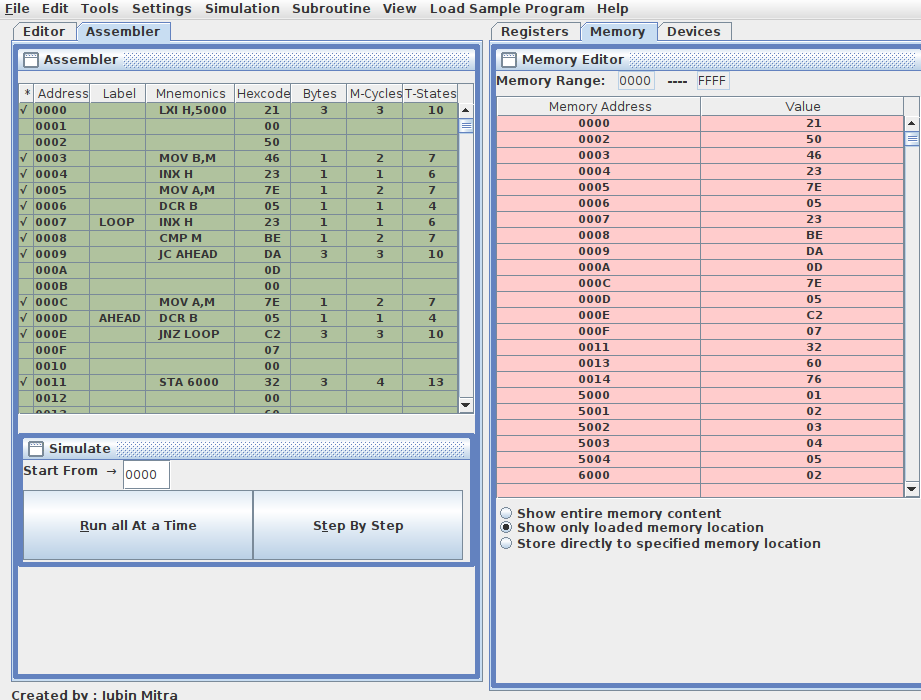 File Edit Tools Settings Simulation Subroutine View Load Sample Program Help
Editor Assembler
Assembler
* Address Label Mnemonics Hexcode Bytes M-Cycles T-States
√ 0000 LXI H,5000 21 3 3 10
0001 00
0002 50
√ 0003 MOV B,M 46 1 2 7
√ 0004 INX H 23 1 1 6
√ 0005 MOV A,M 7E 1 2 7
√ 0006 DCR B 05 1 1 4
√ 0007 LOOP INX H 23 1 1 6
√ 0008 CMP M BE 1 2 7
√ 0009 JC AHEAD DA 3 3 10
000A 0D
000B 00
√ 000C MOV A,M 7E 1 2 7
√ 000D AHEAD DCR B 05 1 1 4
√ 000E JNZ LOOP C2 3 3 10
000F 07
0010 00
√ 0011 STA 6000 32 3 4 13
0012 00
0013 60
Simulate
Start From → 0000
Run all At a Time Step By Step
Created by : Jubin Mitra
Registers Memory Devices
Memory Editor
Memory Range: 0000 ---- FFFF
Memory Address Value
0000 21
0002 50
0003 46
0004 23
0005 7E
0006 05
0007 23
0008 BE
0009 DA
000A 0D
000C 7E
000D 05
000E C2
000F 07
0011 32
0013 60
0014 76
5000 01
5001 02
5002 03
5003 04
5004 05
6000 02
Show entire memory content
Show only loaded memory location
Store directly to specified memory location